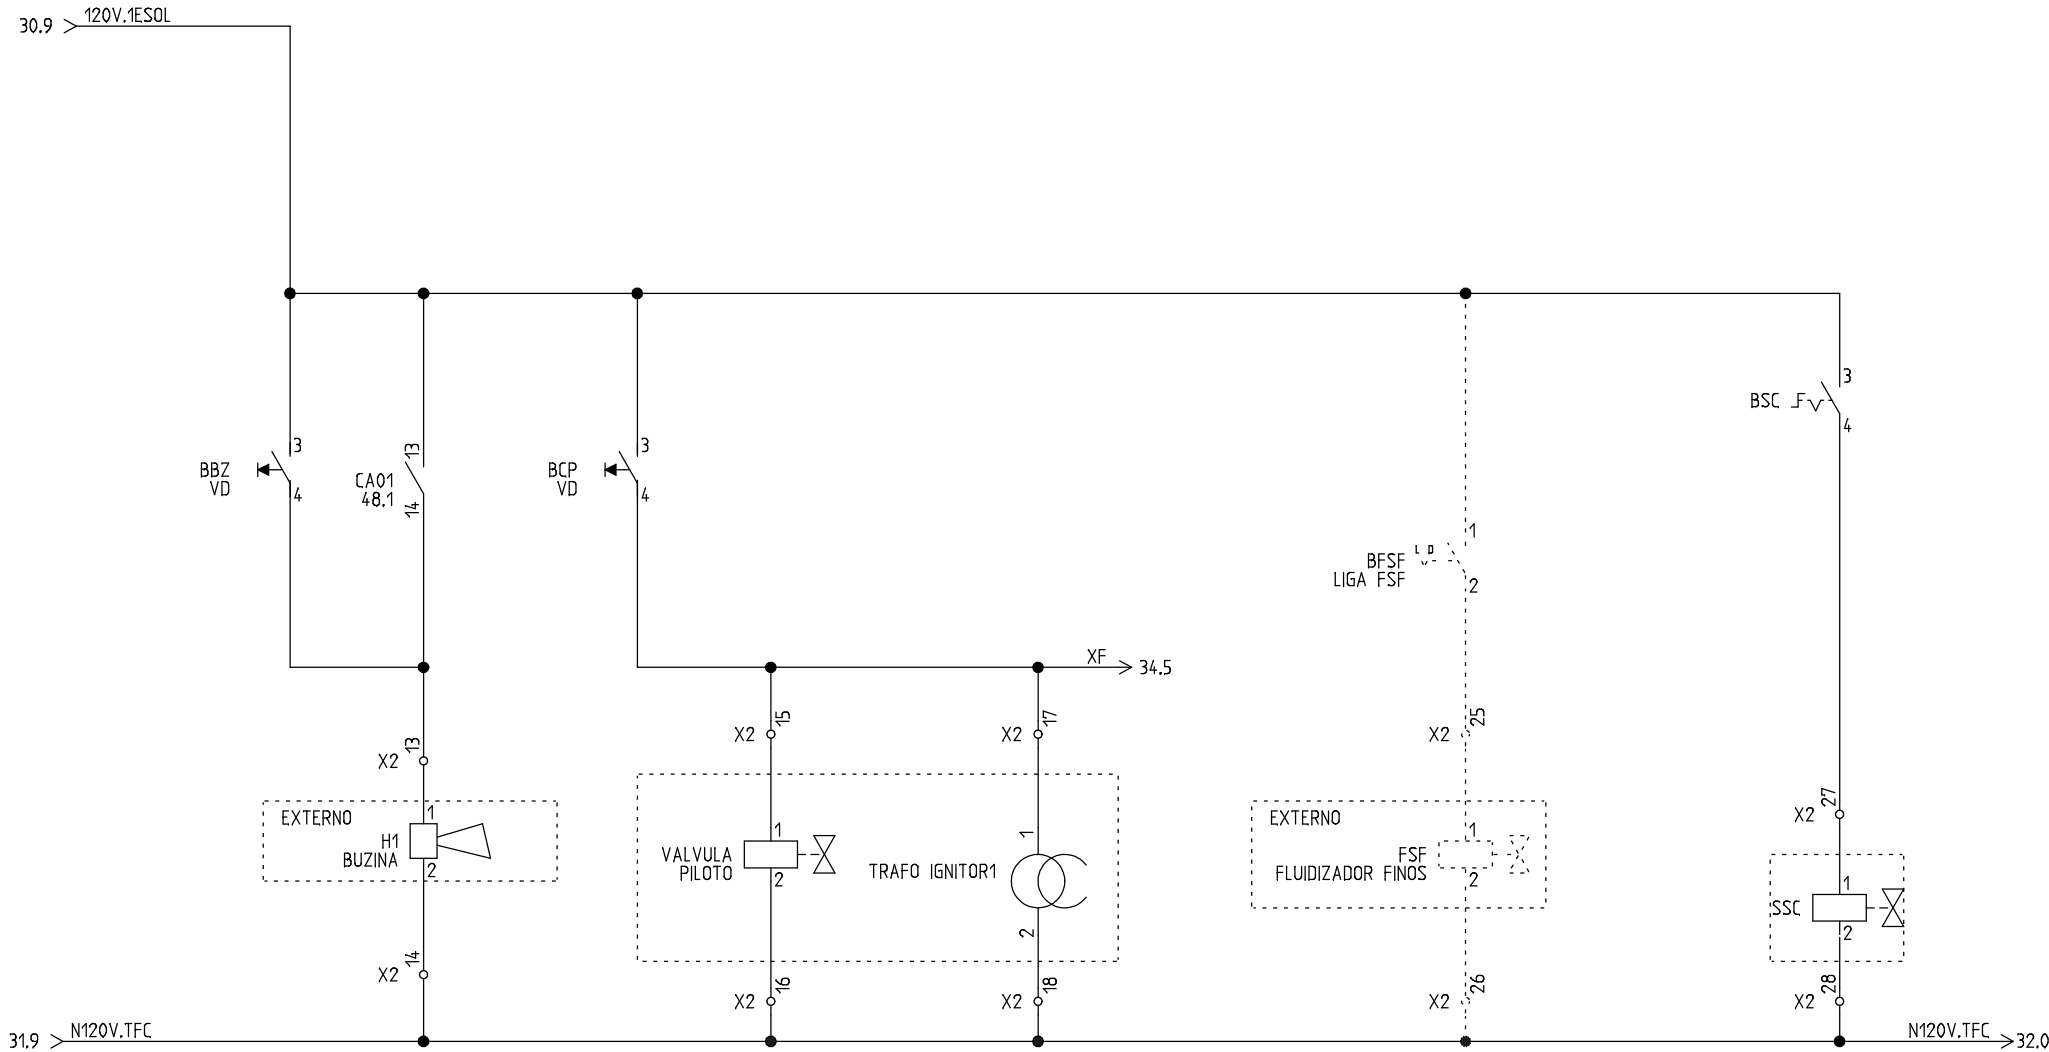 120V.1ESOL
30.9
3
BSC
4
3
BBZ
VD
4
13
CA01
48.1
14
3
BCP
VD
4
1
L D
BFSF
LIGA FSF
2
XF
34.5
13
X2
15
X2
17
X2
25
X2
27
X2
EXTERNO
1
H1
BUZINA
2
1
VALVULA
PILOTO
2
1
TRAFO IGNITOR1
2
EXTERNO
1
FSF
FLUIDIZADOR FINOS
2
1
SSC
2
14
X2
16
X2
18
X2
26
X2
28
X2
N120V.TFC
31.9
N120V.TFC
32.0